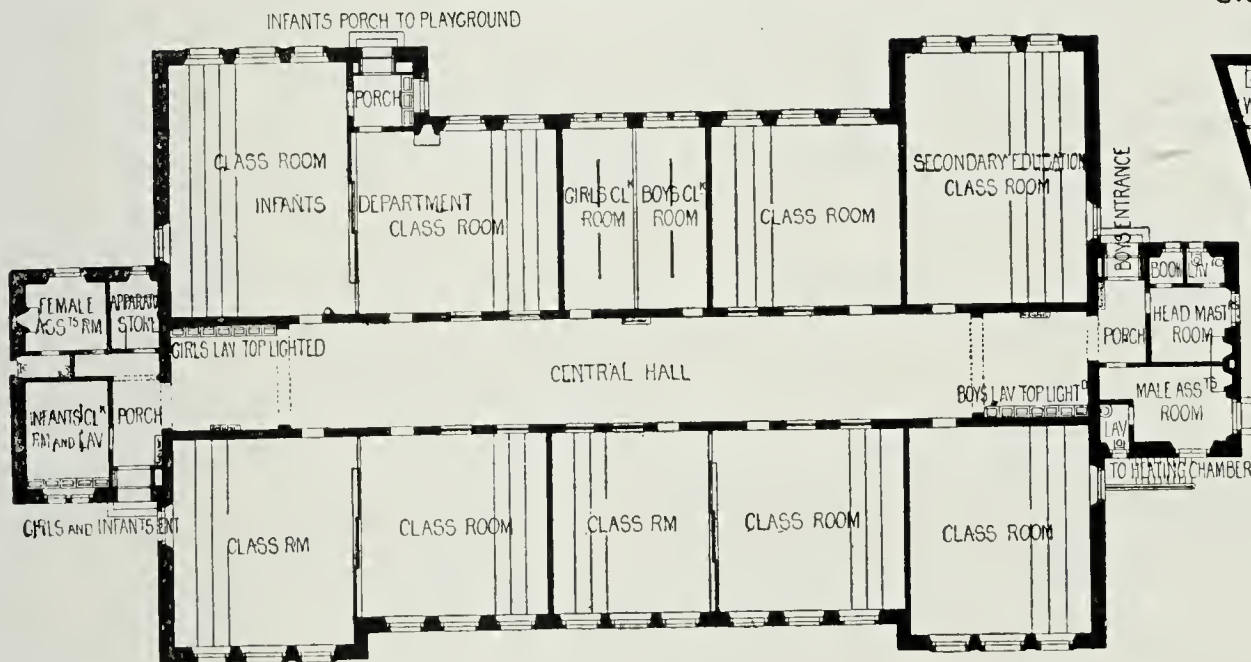 INFANTS PORCH TO PLAYGROUND
PORCH
CLASS ROOM
INFANTS
DEPARTMENT
CLASS ROOM
GIRLS CLK
ROOM
BOYS CLK
ROOM
CLASS ROOM
SECONDARY EDUCATION
CLASS ROOM
BOYS ENTRANCE
FEMALE
ASSTS RM
STORE
BOOK
LAV
HEAD MAST
ROOM
PORCH
GIRLS LAV TOP LIGHTED
CENTRAL HALL
BOYS LAV TOP LIGHTD
MALE ASSTS
ROOM
LAV
INFANTS CLK
RM AND LAV
PORCH
TO HEATING CHAMBER
GIRLS AND INFANTS ENT
CLASS RM
CLASS ROOM
CLASS RM
CLASS ROOM
CLASS ROOM